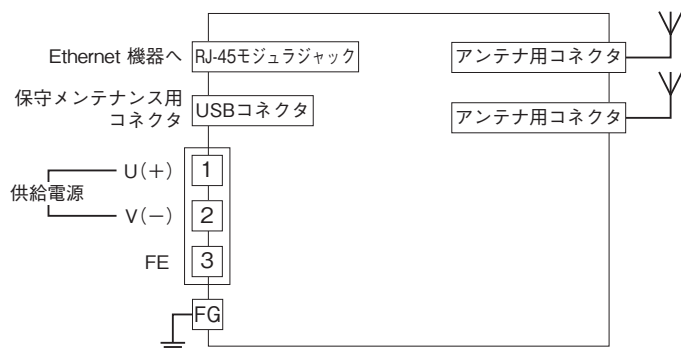 Ethernet 機器へ
RJ-45モジュラジャック
アンテナ用コネクタ
保守メンテナンス用
コネクタ
USBコネクタ
アンテナ用コネクタ
供給電源
U(+)
1
V(−)
2
FE
3
FG